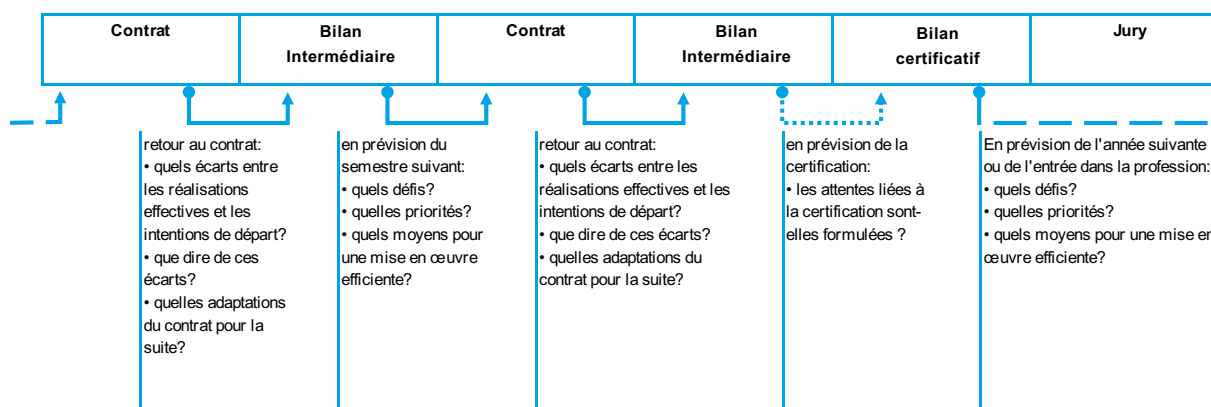 Contrat
Bilan
Intermédiaire
Contrat
Bilan
Intermédiaire
Bilan
certificatif
Jury
retour au contrat:
• quels écarts entre
les réalisations
effectives et les
intentions de départ?
• que dire de ces
écarts?
• quelles adaptations
du contrat pour la
suite?
en prévision du
semestre suivant:
• quels défis?
• quelles priorités?
• quels moyens pour
une mise en œuvre
efficiente?
retour au contrat:
• quels écarts entre les
réalisations effectives et les
intentions de départ?
• que dire de ces écarts?
• quelles adaptations du
contrat pour la suite?
en prévision de la
certification:
• les attentes liées à
la certification sont-
elles formulées ?
En prévision de l'année suivante
ou de l'entrée dans la profession:
• quels défis?
• quelles priorités?
• quels moyens pour une mise en
œuvre efficiente?